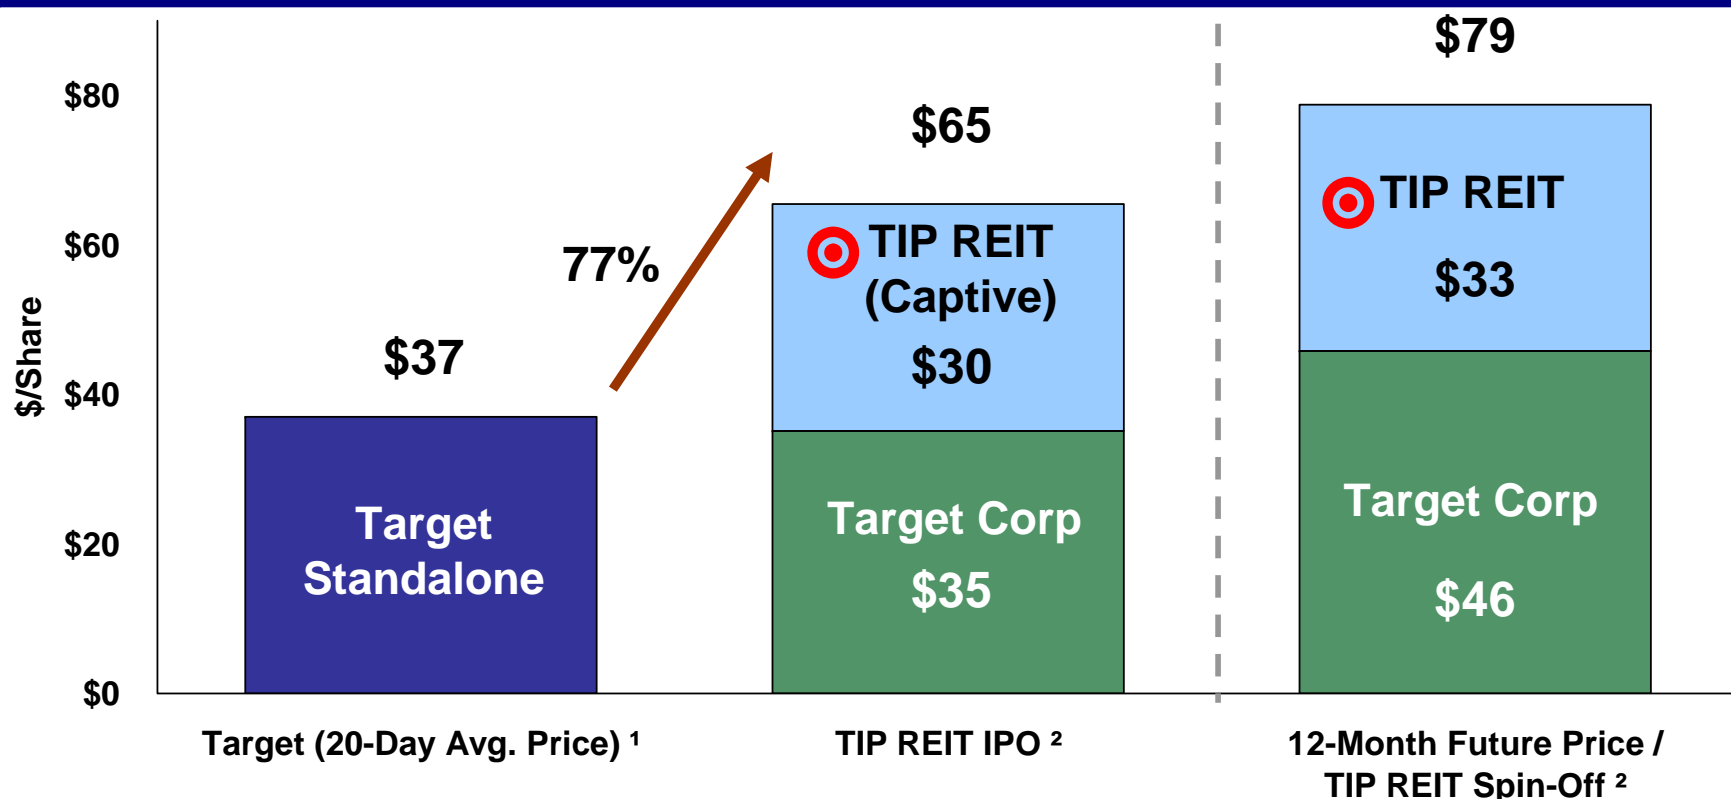 $/Share
$80
$60
$40
$20
$0
$37
Target
Standalone
77%
$65
TIP REIT
(Captive)
$30
Target Corp
$35
$79
TIP REIT
$33
Target Corp
$46
Target (20-Day Avg. Price) ¹
TIP REIT IPO ²
12-Month Future Price /
TIP REIT Spin-Off ²